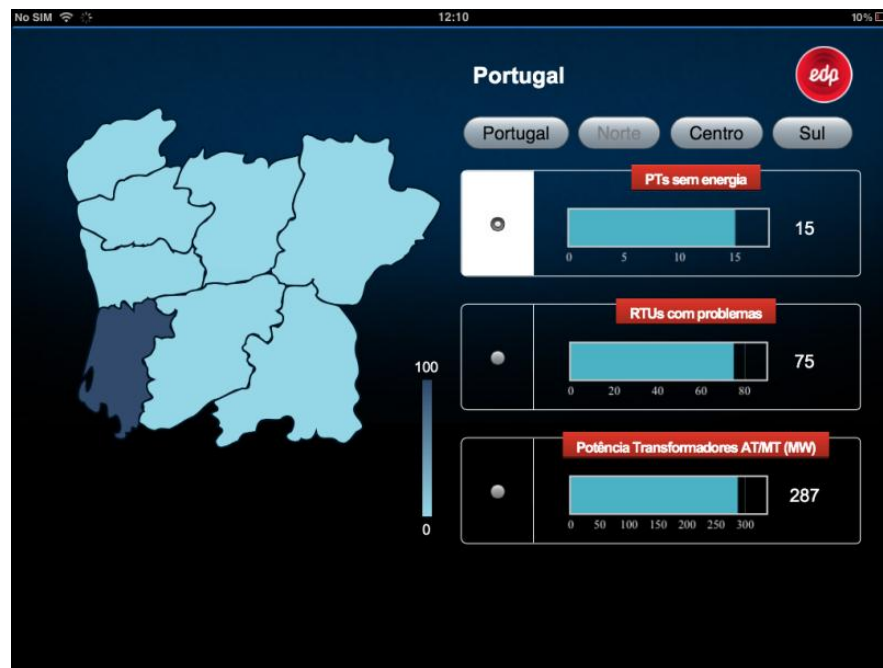 No SIM 12:10 10%
Portugal
edp
Portugal Norte Centro Sul
PTs sem energia
15
0 5 10 15
RTUs com problemas
75
0 20 40 60 80
100
0
Potência Transformadores AT/MT (MW)
287
0 50 100 150 200 250 300